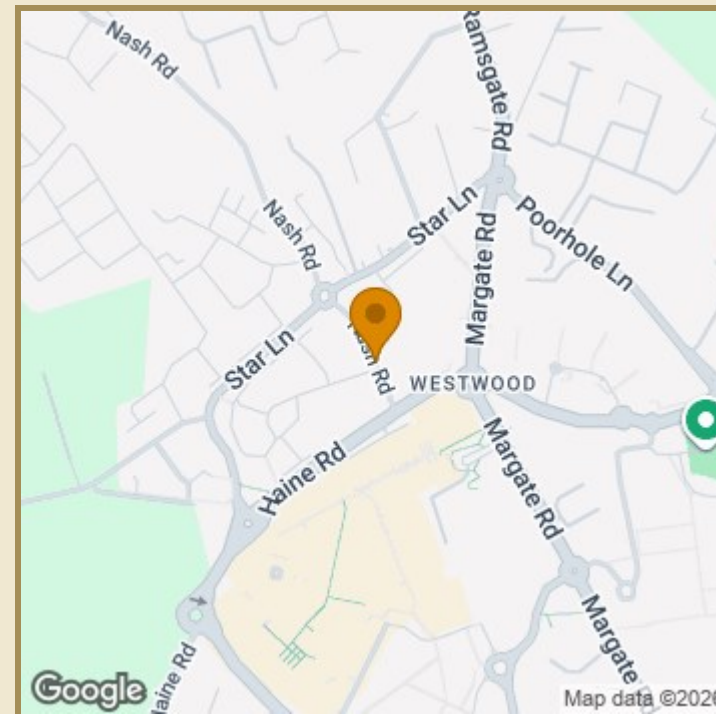 Nash Rd
Ramsgate Rd
Nash Rd
Star Ln
Margate Rd
Poorhole Ln
Star Ln
Nash Rd
WESTWOOD
Haine Rd
Margate Rd
Margate
Haine Rd
Google
Map data ©2026